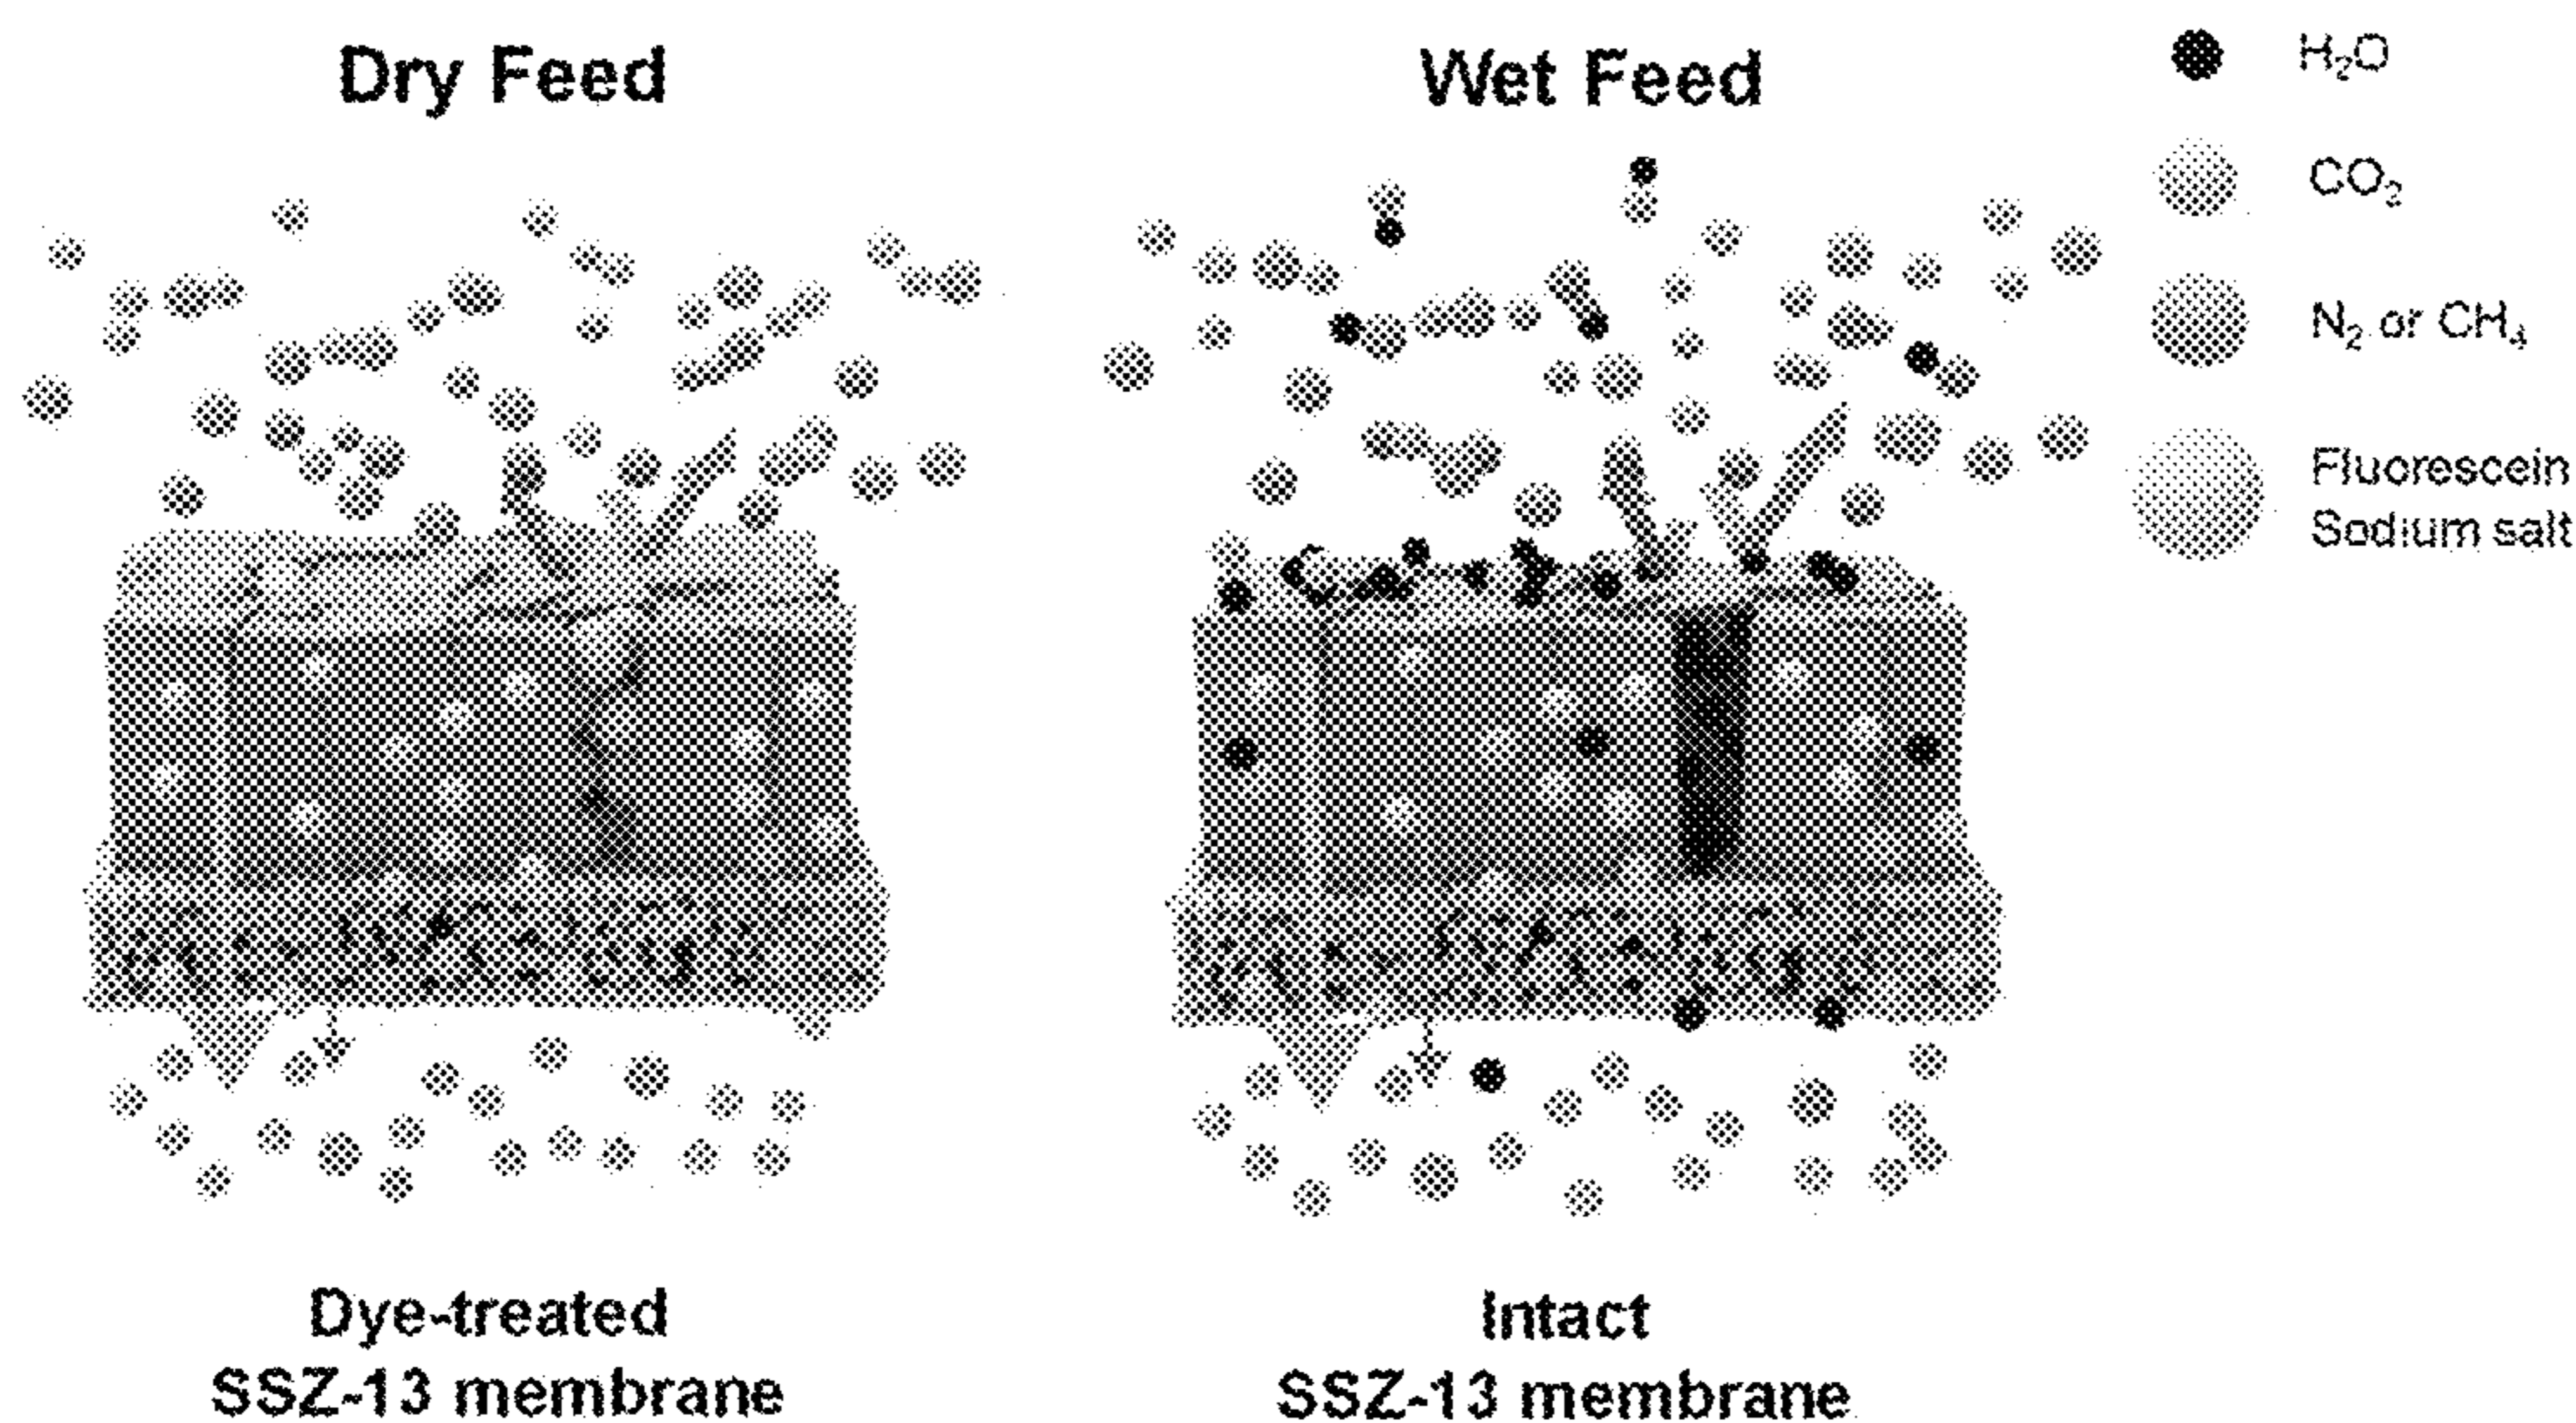 Dry Feed
Wet Feed
H₂O
CO₂
N₂ or CH₄
Fluorescein
Sodium salt
Dye-treated
SSZ-13 membrane
Intact
SSZ-13 membrane